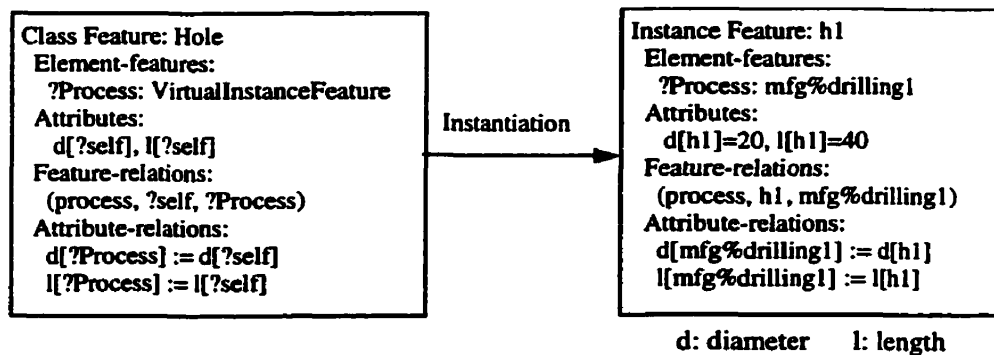 Class Feature: Hole
Element-features:
?Process: VirtualInstanceFeature
Attributes:
d[?self], l[?self]
Feature-relations:
(process, ?self, ?Process)
Attribute-relations:
d[?Process] := d[?self]
l[?Process] := l[?self]
Instantiation
Instance Feature: h1
Element-features:
?Process: mfg%drilling1
Attributes:
d[h1]=20, l[h1]=40
Feature-relations:
(process, h1, mfg%drilling1)
Attribute-relations:
d[mfg%drilling1] := d[h1]
l[mfg%drilling1] := l[h1]
d: diameter l: length